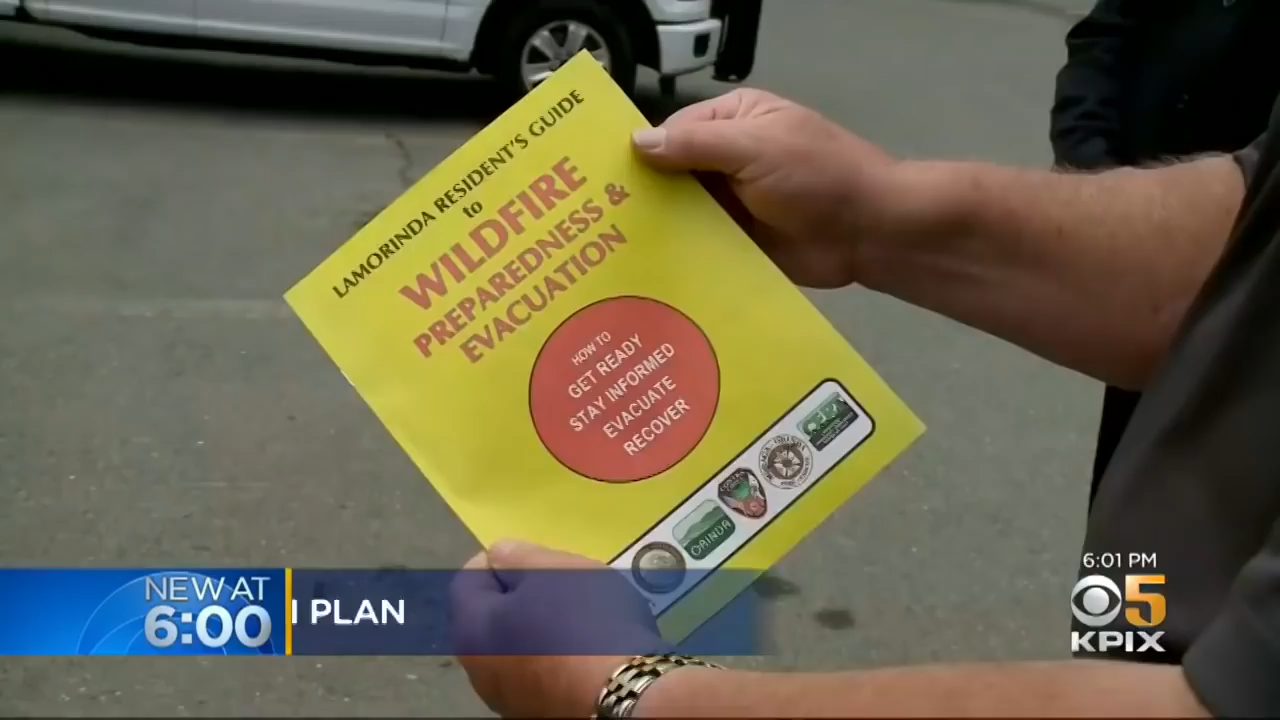 LAMORINDA RESIDENT'S GUIDE
to
WILDFIRE
PREPAREDNESS &
EVACUATION
HOW TO
GET READY
STAY INFORMED
EVACUATE
RECOVER
ORINDA
NEW AT
6:00
PLAN
6:01 PM
5
KPIX